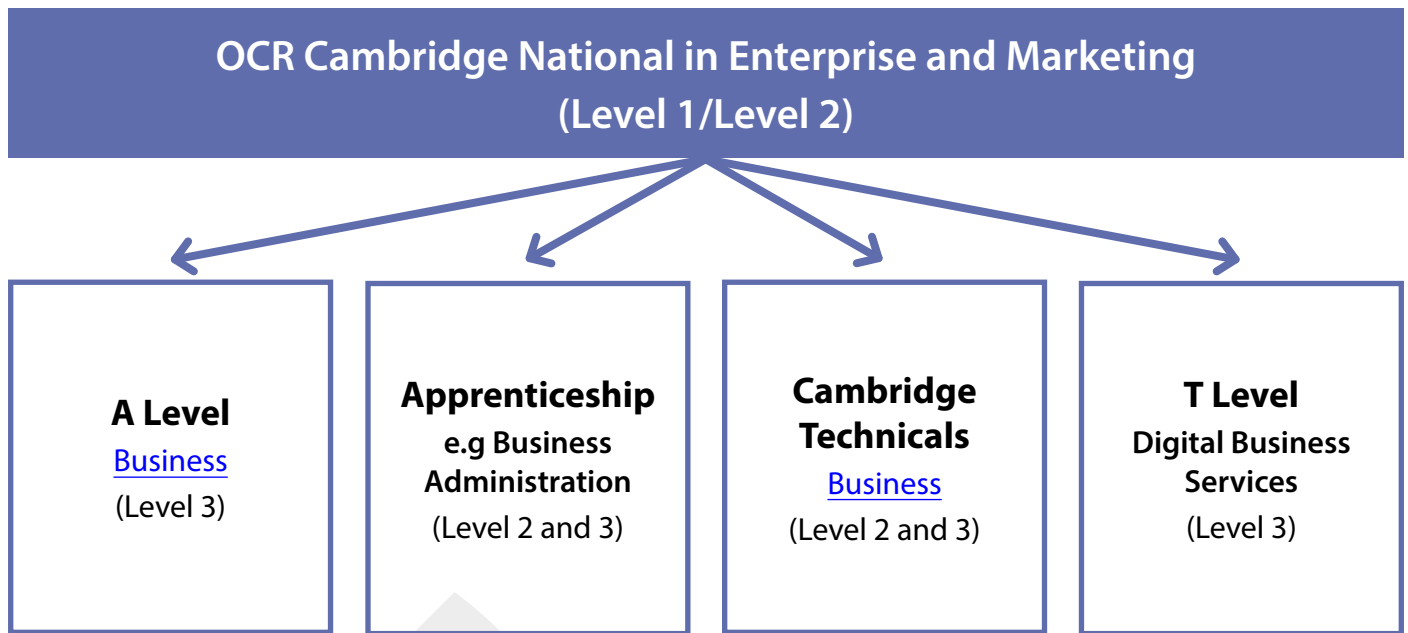 OCR Cambridge National in Enterprise and Marketing
(Level 1/Level 2)
A Level
Business
(Level 3)
Apprenticeship
e.g Business
Administration
(Level 2 and 3)
Cambridge
Technicals
Business
(Level 2 and 3)
T Level
Digital Business
Services
(Level 3)